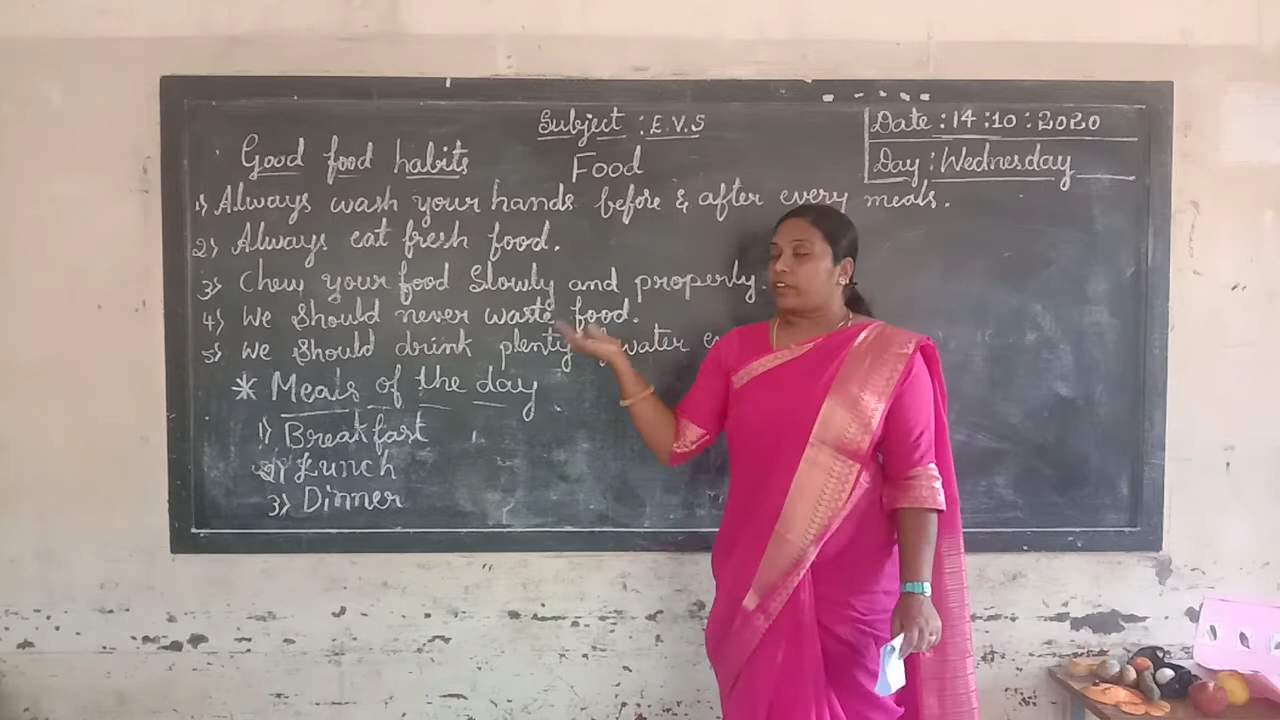 Subject : E.V.S
Date : 14 : 10 : 2020
Good food habits
Food
Day : Wednesday
1) Always wash your hands before & after every meals.
2) Always eat fresh food.
3) Chew your food slowly and properly.
4) We should never waste food.
5) We should drink plenty water
* Meals of the day
1) Breakfast
2) Lunch
3) Dinner